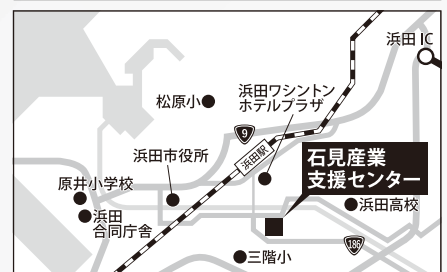 浜田 IC
松原小
浜田ワシントン
ホテルプラザ
9
浜田駅
浜田市役所
石見産業
支援センター
原井小学校
浜田高校
浜田
合同庁舎
186
三階小